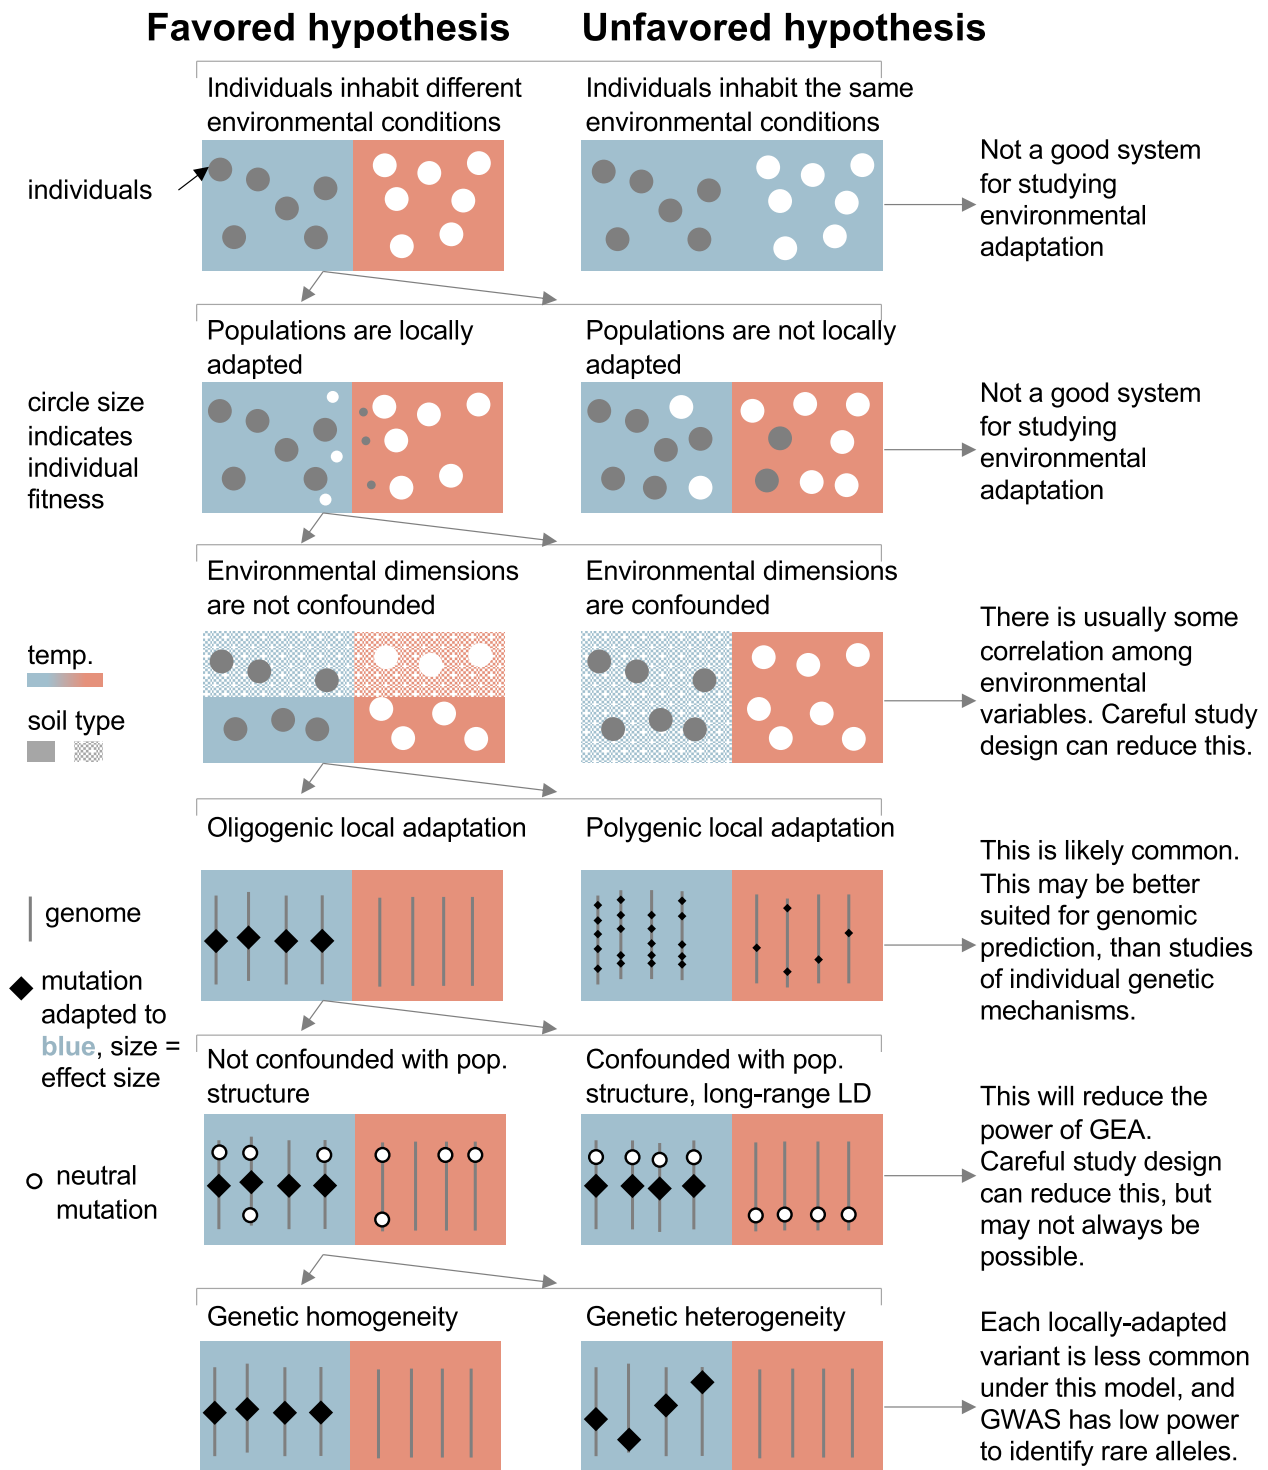 Favored hypothesis
Unfavored hypothesis
Individuals inhabit different
environmental conditions
Individuals inhabit the same
environmental conditions
individuals
Not a good system
for studying
environmental
adaptation
Populations are locally
adapted
Populations are not locally
adapted
circle size
indicates
individual
fitness
Not a good system
for studying
environmental
adaptation
Environmental dimensions
are not confounded
Environmental dimensions
are confounded
temp.
soil type
There is usually some
correlation among
environmental
variables. Careful study
design can reduce this.
Oligogenic local adaptation
Polygenic local adaptation
genome
mutation
adapted to
blue, size =
effect size
This is likely common.
This may be better
suited for genomic
prediction, than studies
of individual genetic
mechanisms.
Not confounded with pop.
structure
Confounded with pop.
structure, long-range LD
neutral
mutation
This will reduce the
power of GEA.
Careful study design
can reduce this, but
may not always be
possible.
Genetic homogeneity
Genetic heterogeneity
Each locally-adapted
variant is less common
under this model, and
GWAS has low power
to identify rare alleles.